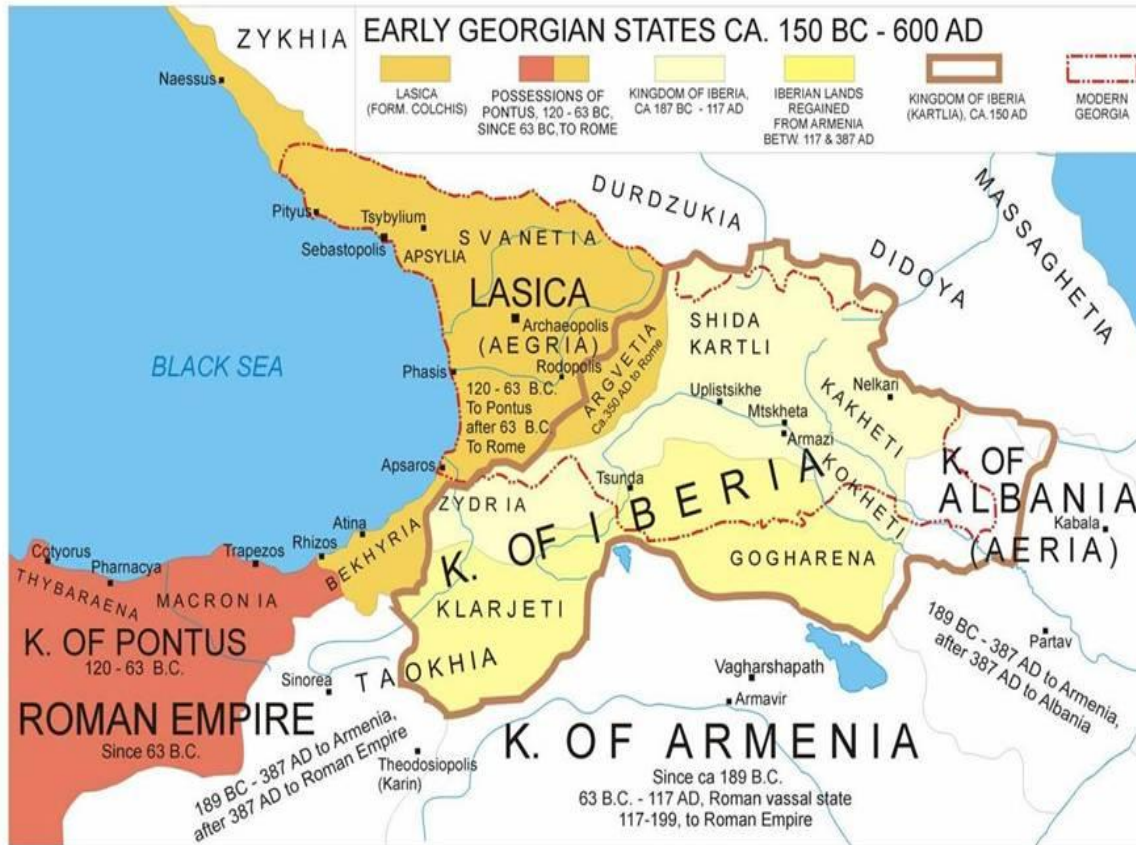 EARLY GEORGIAN STATES CA. 150 BC - 600 AD
LASICA
(FORM. COLCHIS)
POSSESSIONS OF
PONTUS, 120 - 63 BC,
SINCE 63 BC, TO ROME
KINGDOM OF IBERIA,
CA 187 BC - 117 AD
IBERIAN LANDS
REGAINED
FROM ARMENIA
BETW. 117 & 387 AD
KINGDOM OF IBERIA
(KARTLIA), CA.150 AD
MODERN
GEORGIA
ZYKHIA
Naessus
DURDZUKIA
MASSAGHETIA
DIDOYA
Pityus
Tsybylium
Sebastopolis
APSYLIA
SVANETIA
LASICA
Archaeopolis
(AEGRIA)
Rodopolis
Phasis
120 - 63 B.C.
To Pontus
after 63 B.C.
To Rome
ARGVETIA
Ca.350 AD to Rome
BLACK SEA
SHIDA
KARTLI
Uplistsikhe
Mtskheta
Armazi
Nelkari
KAKHETI
KOKHETI
K. OF
ALBANIA
(AERIA)
Kabala
Apsaros
ZYDRIA
Tsunda
K. OF IBERIA
GOGHARENA
KLARJETI
TAOKHIA
Atina
Rhizos
BEKHYRIA
Trapezos
Cotyorus
Pharnacya
THYBARAENA
MACRONIA
K. OF PONTUS
120 - 63 B.C.
ROMAN EMPIRE
Since 63 B.C.
Sinorea
189 BC - 387 AD to Armenia,
after 387 AD to Roman Empire
Theodosiopolis
(Karin)
Vagharshapath
Armavir
K. OF ARMENIA
Since ca 189 B.C.
63 B.C. - 117 AD, Roman vassal state
117-199, to Roman Empire
189 BC - 387 AD to Armenia,
after 387 AD to Albania
Partav